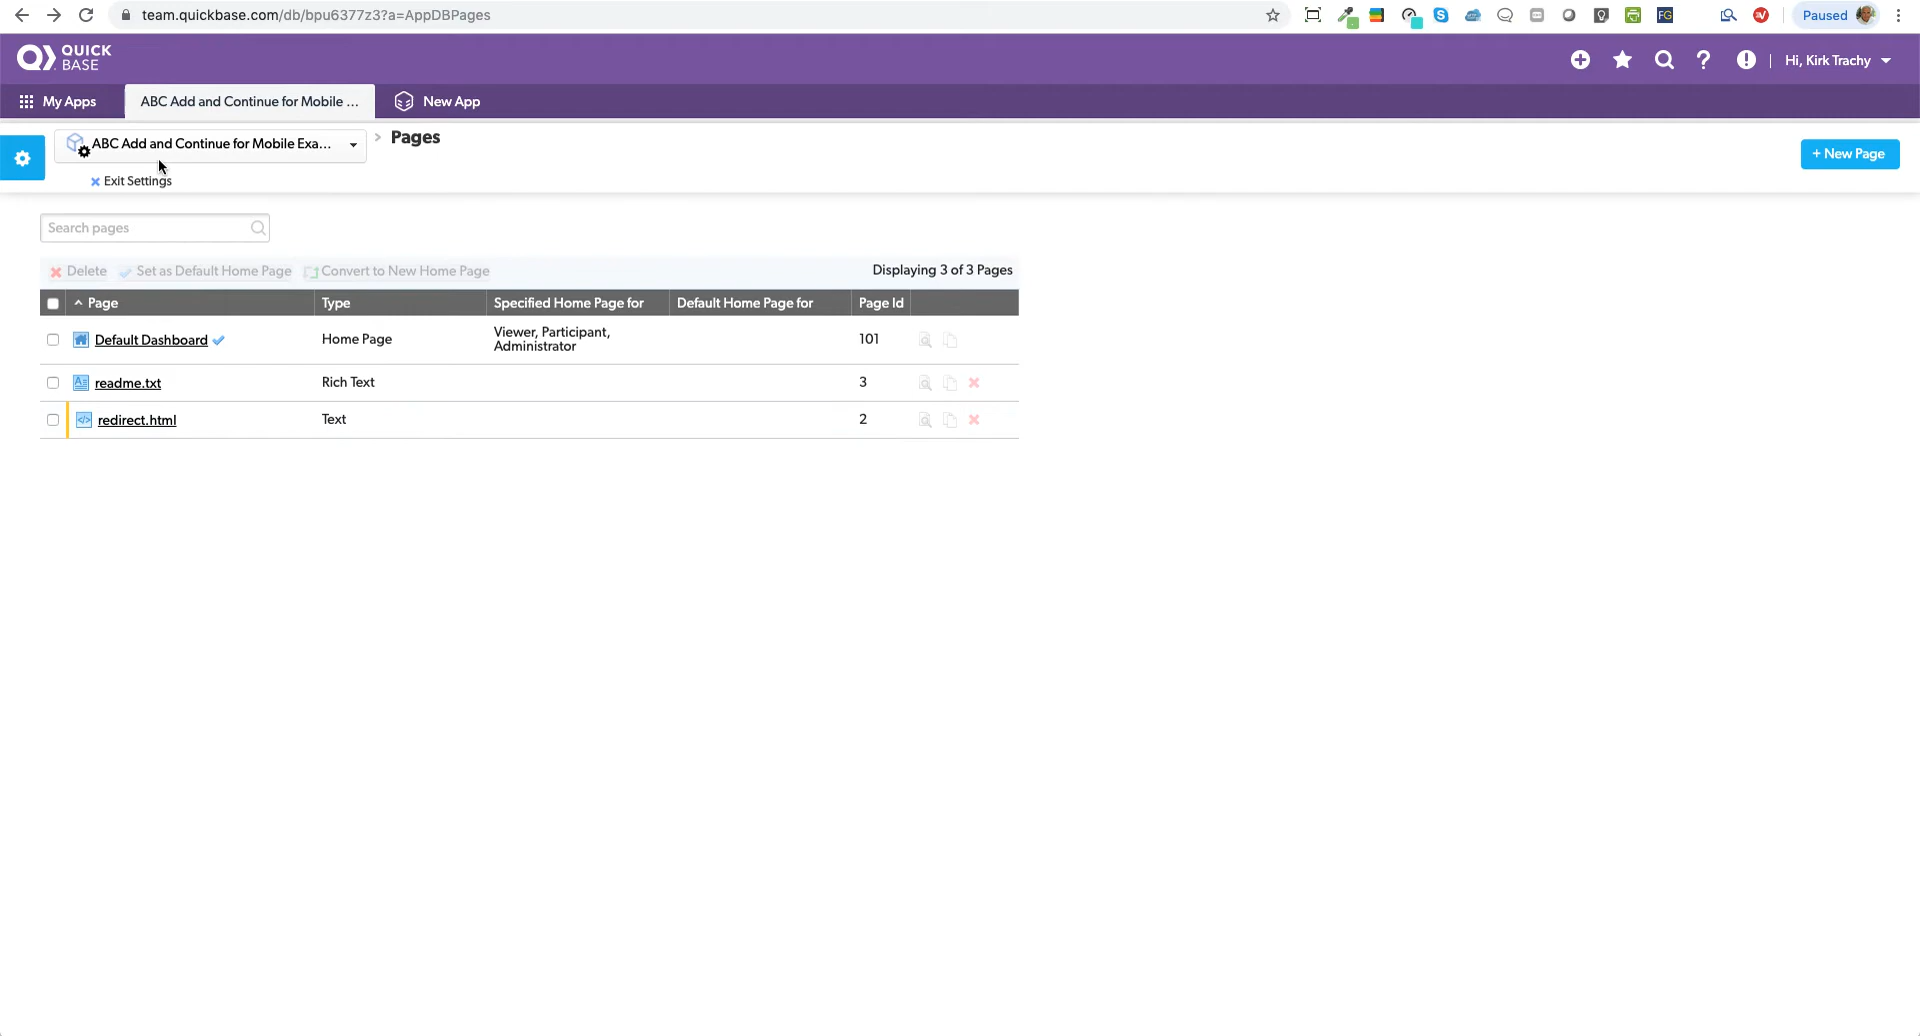 team.quickbase.com/db/bpu6377z3?a=AppDBPages
Paused
QUICK
BASE
Hi, Kirk Trachy
My Apps
ABC Add and Continue for Mobile ...
New App
ABC Add and Continue for Mobile Exa...
> Pages
+ New Page
Exit Settings
Search pages
Delete
Set as Default Home Page
Convert to New Home Page
Displaying 3 of 3 Pages
Page
Type
Specified Home Page for
Default Home Page for
Page Id
Default Dashboard
Home Page
Viewer, Participant,
Administrator
101
readme.txt
Rich Text
3
redirect.html
Text
2